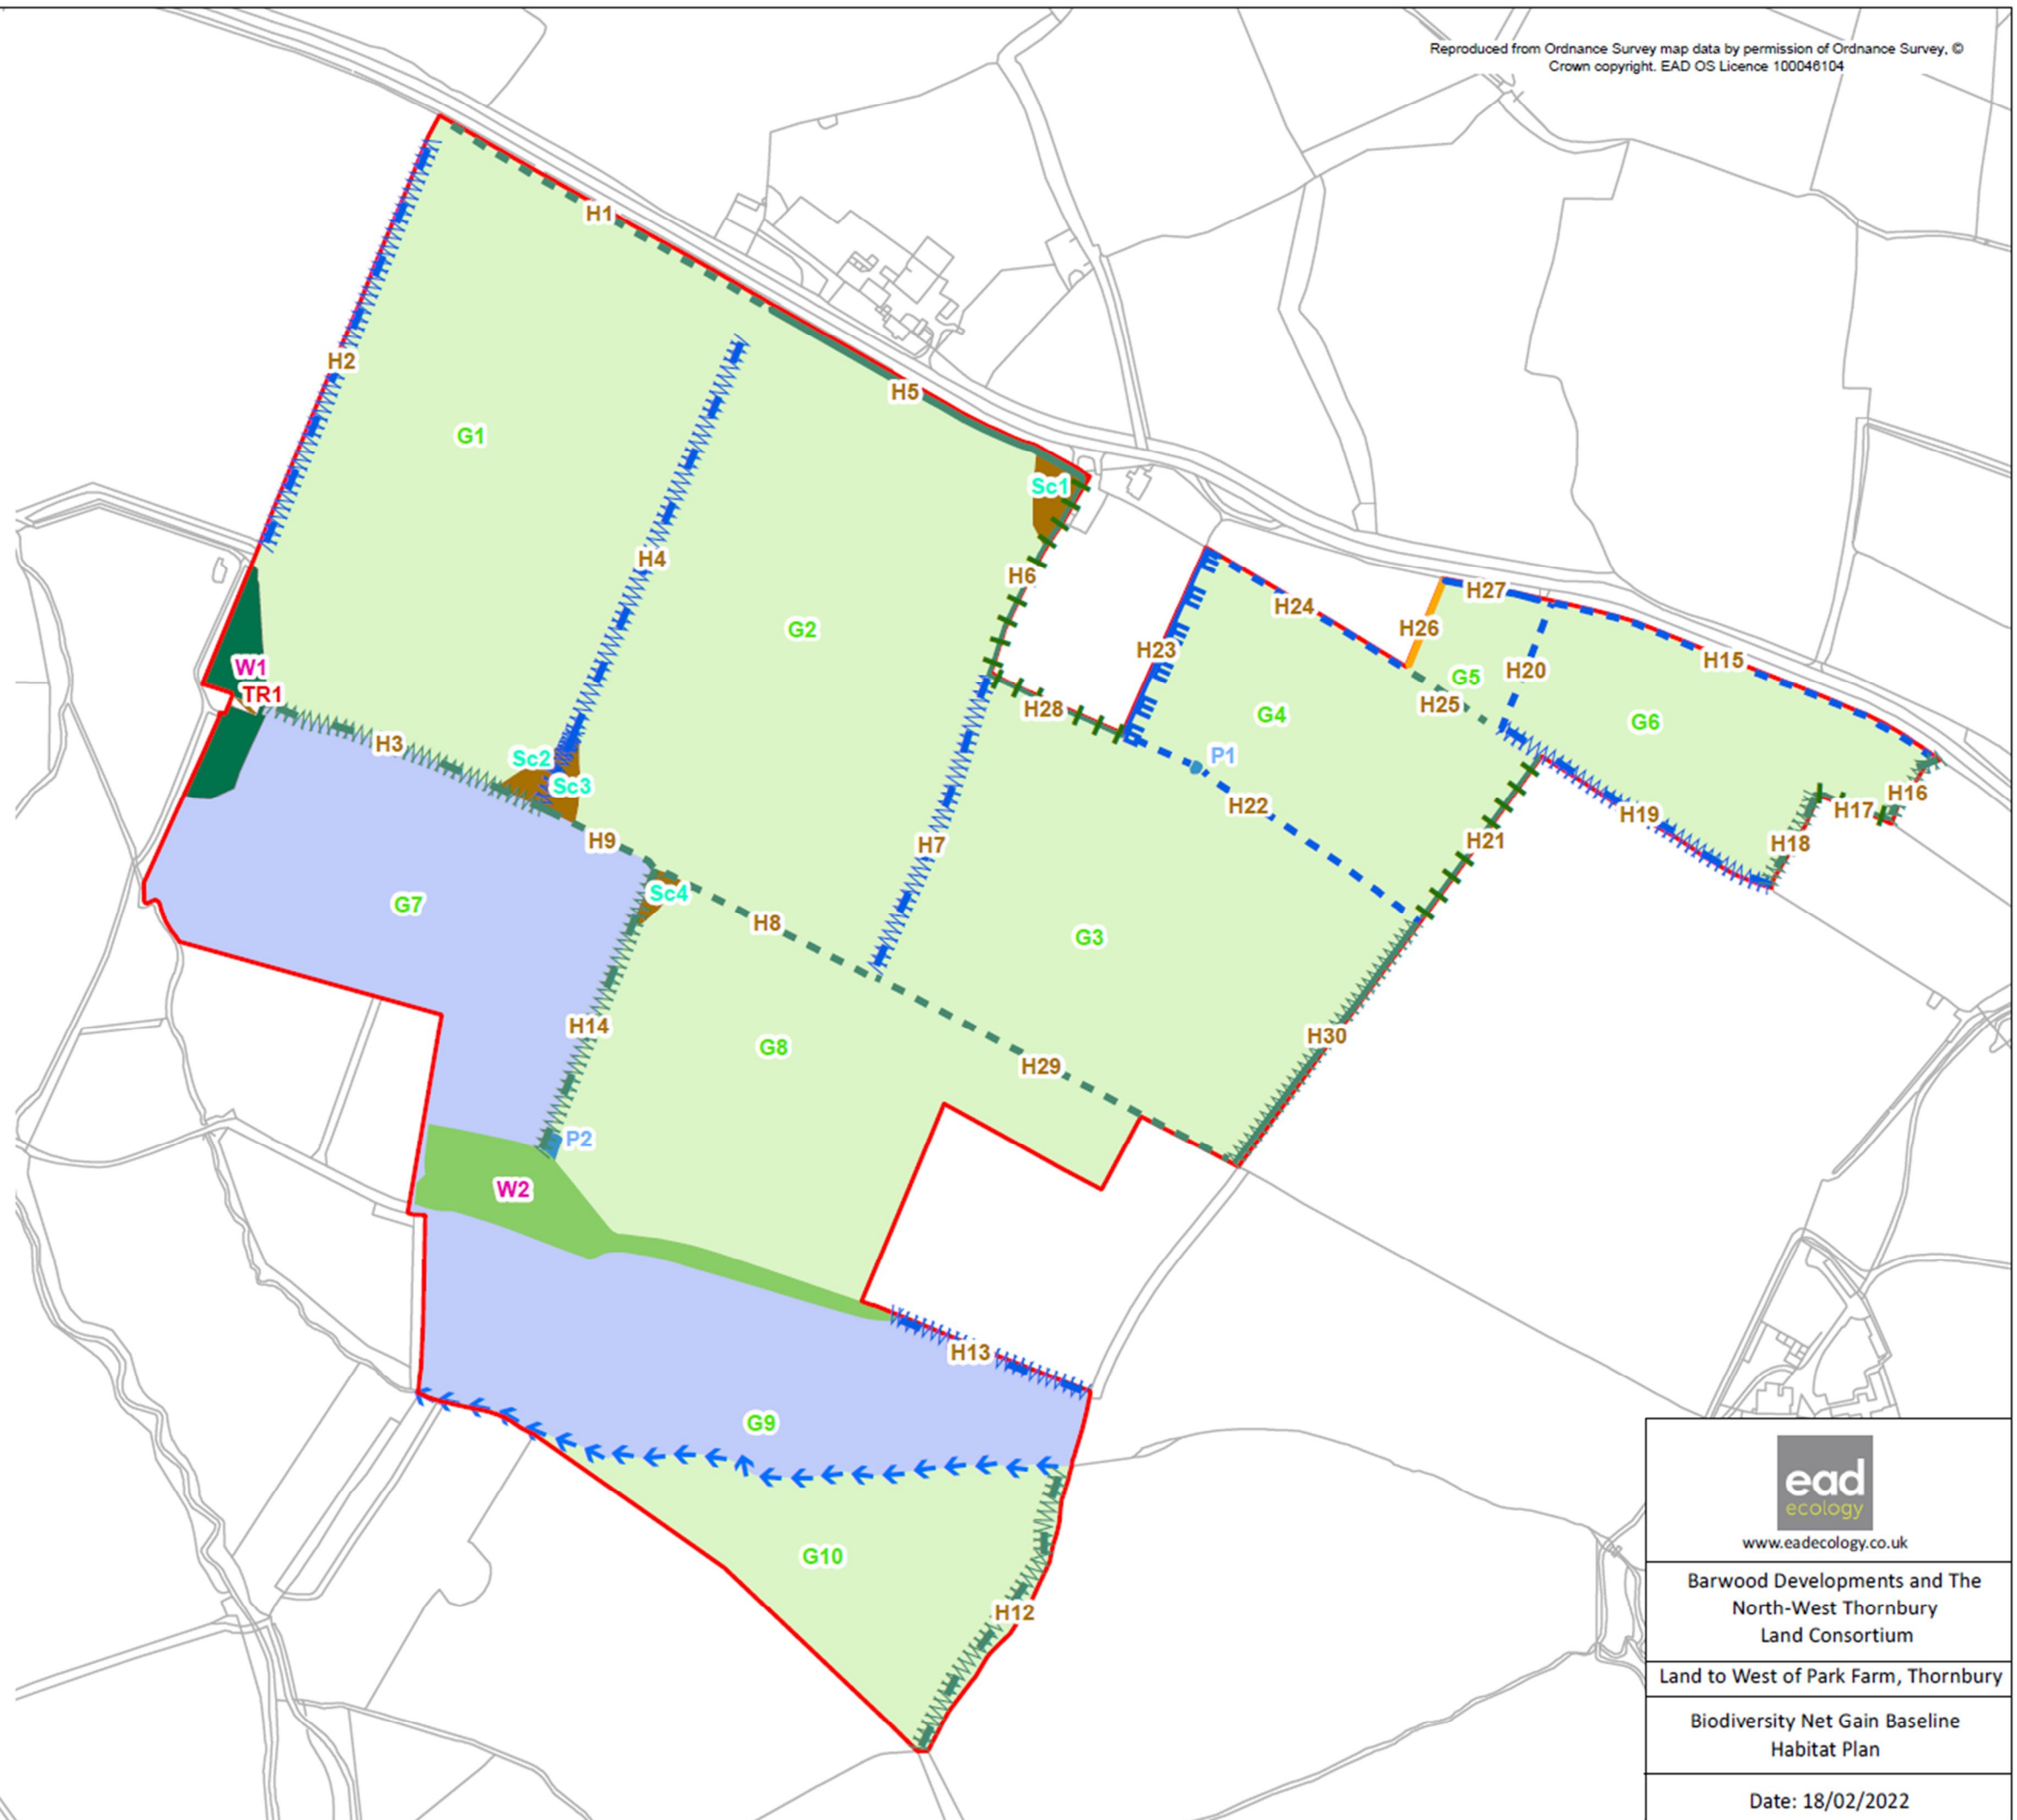 Reproduced from Ordnance Survey map data by permission of Ordnance Survey, ©
Crown copyright. EAD OS Licence 100046104
H1
H2
H5
G1
Sc1
H4
H6
H27
H24
G2
H26
H23
H15
W1
H20
G5
TR1
H25
H28
G4
G6
H3
Sc2
P1
Sc3
H16
H22
H17
H19
H9
H21
H7
H18
Sc4
G7
H8
G3
H14
H30
G8
H29
P2
W2
H13
G9
G10
H12
ead
ecology
www.eadecology.co.uk
Barwood Developments and The
North-West Thornbury
Land Consortium
Land to West of Park Farm, Thornbury
Biodiversity Net Gain Baseline
Habitat Plan
Date: 18/02/2022